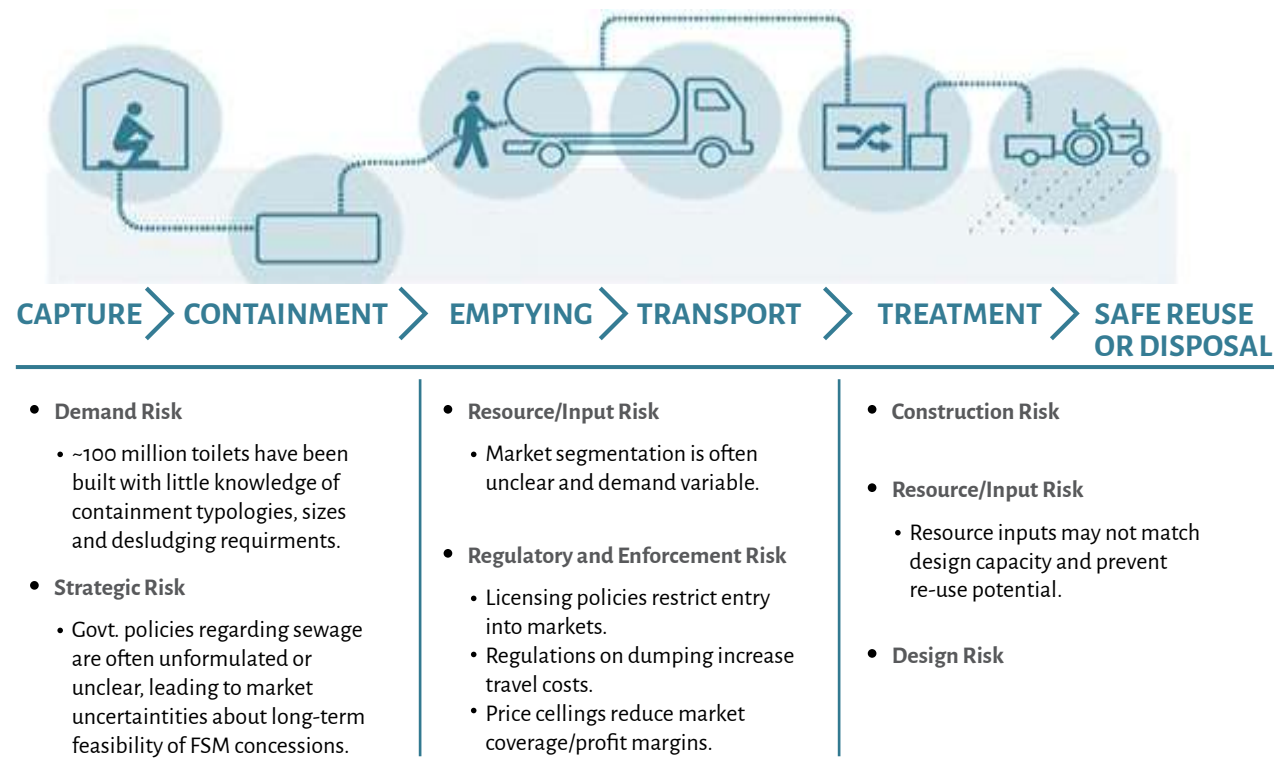 CAPTURE CONTAINMENT EMPTYING TRANSPORT TREATMENT SAFE REUSE
OR DISPOSAL
• Demand Risk
• ~100 million toilets have been
built with little knowledge of
containment typologies, sizes
and desludging requirments.
• Strategic Risk
• Govt. policies regarding sewage
are often unformulated or
unclear, leading to market
uncertaintities about long-term
feasibility of FSM concessions.
• Resource/Input Risk
• Market segmentation is often
unclear and demand variable.
• Regulatory and Enforcement Risk
• Licensing policies restrict entry
into markets.
• Regulations on dumping increase
travel costs.
• Price cellings reduce market
coverage/profit margins.
• Construction Risk
• Resource/Input Risk
• Resource inputs may not match
design capacity and prevent
re-use potential.
• Design Risk